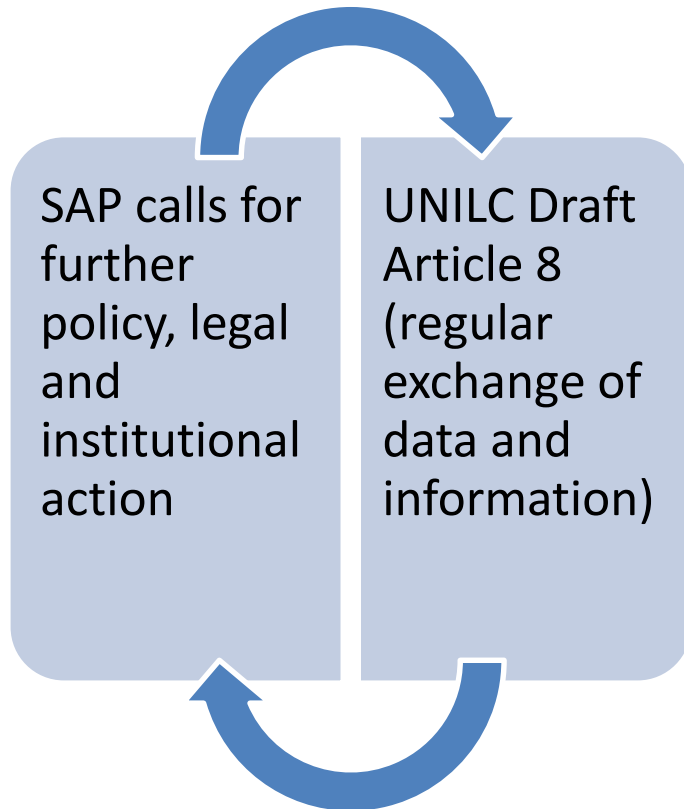 SAP calls for
further
policy, legal
and
institutional
action
UNILC Draft
Article 8
(regular
exchange of
data and
information)